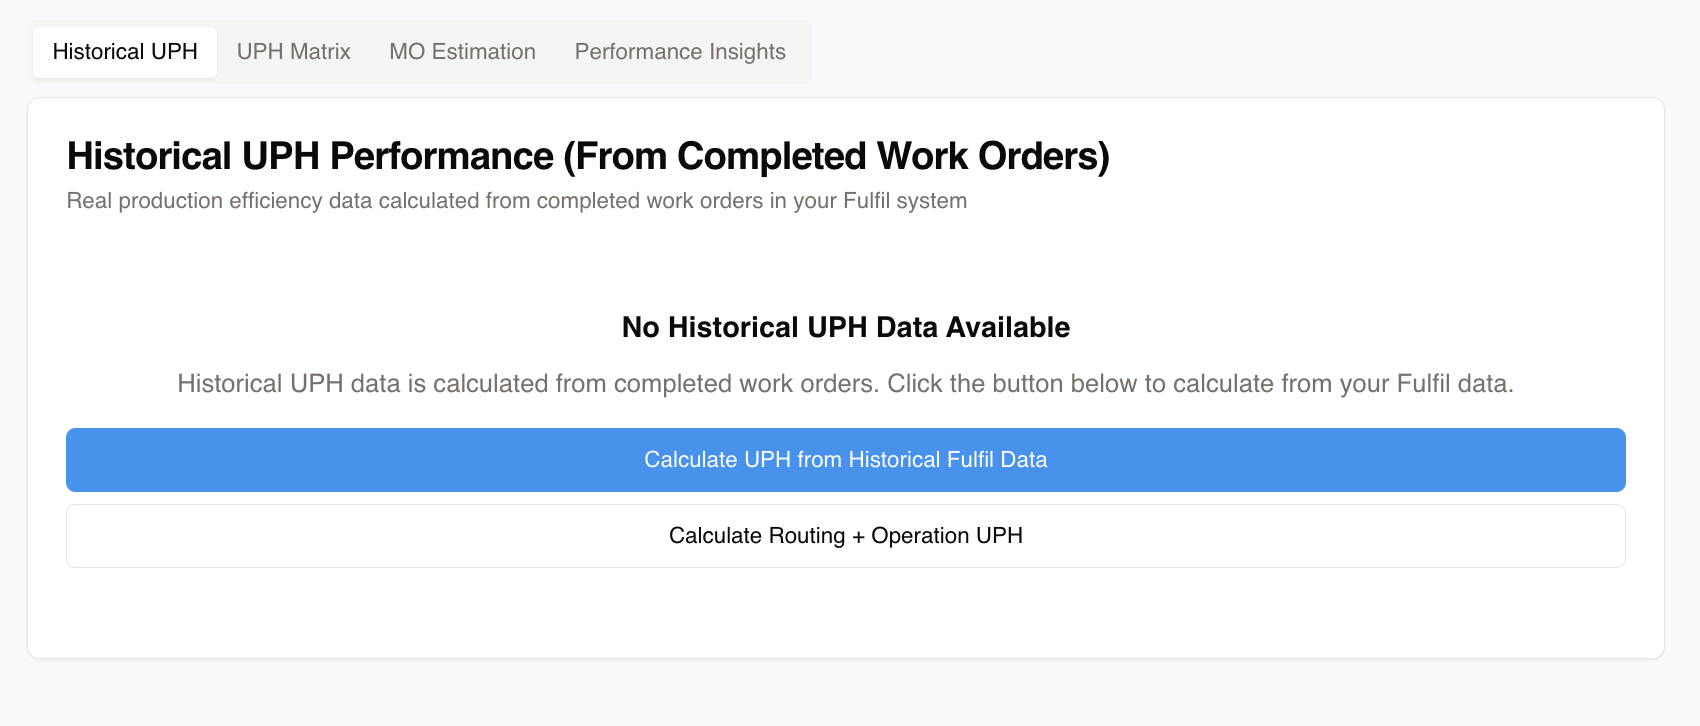 Historical UPH
UPH Matrix
MO Estimation
Performance Insights
Historical UPH Performance (From Completed Work Orders)
Real production efficiency data calculated from completed work orders in your Fulfil system
No Historical UPH Data Available
Historical UPH data is calculated from completed work orders. Click the button below to calculate from your Fulfil data.
Calculate UPH from Historical Fulfil Data
Calculate Routing + Operation UPH